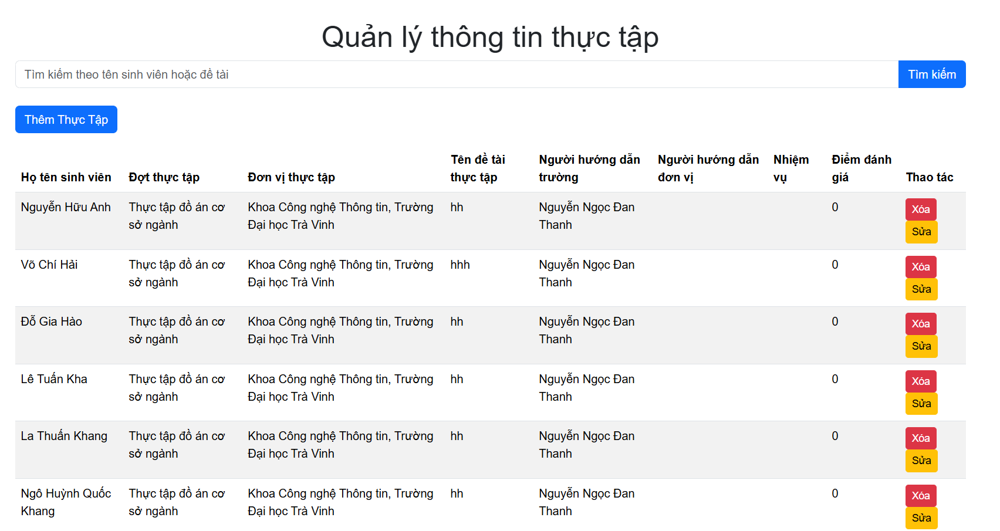 Quản lý thông tin thực tập
Tìm kiếm theo tên sinh viên hoặc đề tài
Tìm kiếm
Thêm Thực Tập
Họ tên sinh viên
Đợt thực tập
Đơn vị thực tập
Tên đề tài
thực tập
Người hướng dẫn
trường
Người hướng dẫn
đơn vị
Nhiệm
vụ
Điểm đánh
giá
Thao tác
Nguyễn Hữu Anh
Thực tập đồ án cơ
sở ngành
Khoa Công nghệ Thông tin, Trường
Đại học Trà Vinh
hh
Nguyễn Ngọc Đan
Thanh
0
Xóa
Sửa
Võ Chí Hải
Thực tập đồ án cơ
sở ngành
Khoa Công nghệ Thông tin, Trường
Đại học Trà Vinh
hhh
Nguyễn Ngọc Đan
Thanh
0
Xóa
Sửa
Đỗ Gia Hào
Thực tập đồ án cơ
sở ngành
Khoa Công nghệ Thông tin, Trường
Đại học Trà Vinh
hh
Nguyễn Ngọc Đan
Thanh
0
Xóa
Sửa
Lê Tuấn Kha
Thực tập đồ án cơ
sở ngành
Khoa Công nghệ Thông tin, Trường
Đại học Trà Vinh
hh
Nguyễn Ngọc Đan
Thanh
0
Xóa
Sửa
La Thuấn Khang
Thực tập đồ án cơ
sở ngành
Khoa Công nghệ Thông tin, Trường
Đại học Trà Vinh
hh
Nguyễn Ngọc Đan
Thanh
0
Xóa
Sửa
Ngô Huỳnh Quốc
Khang
Thực tập đồ án cơ
sở ngành
Khoa Công nghệ Thông tin, Trường
Đại học Trà Vinh
hh
Nguyễn Ngọc Đan
Thanh
0
Xóa
Sửa